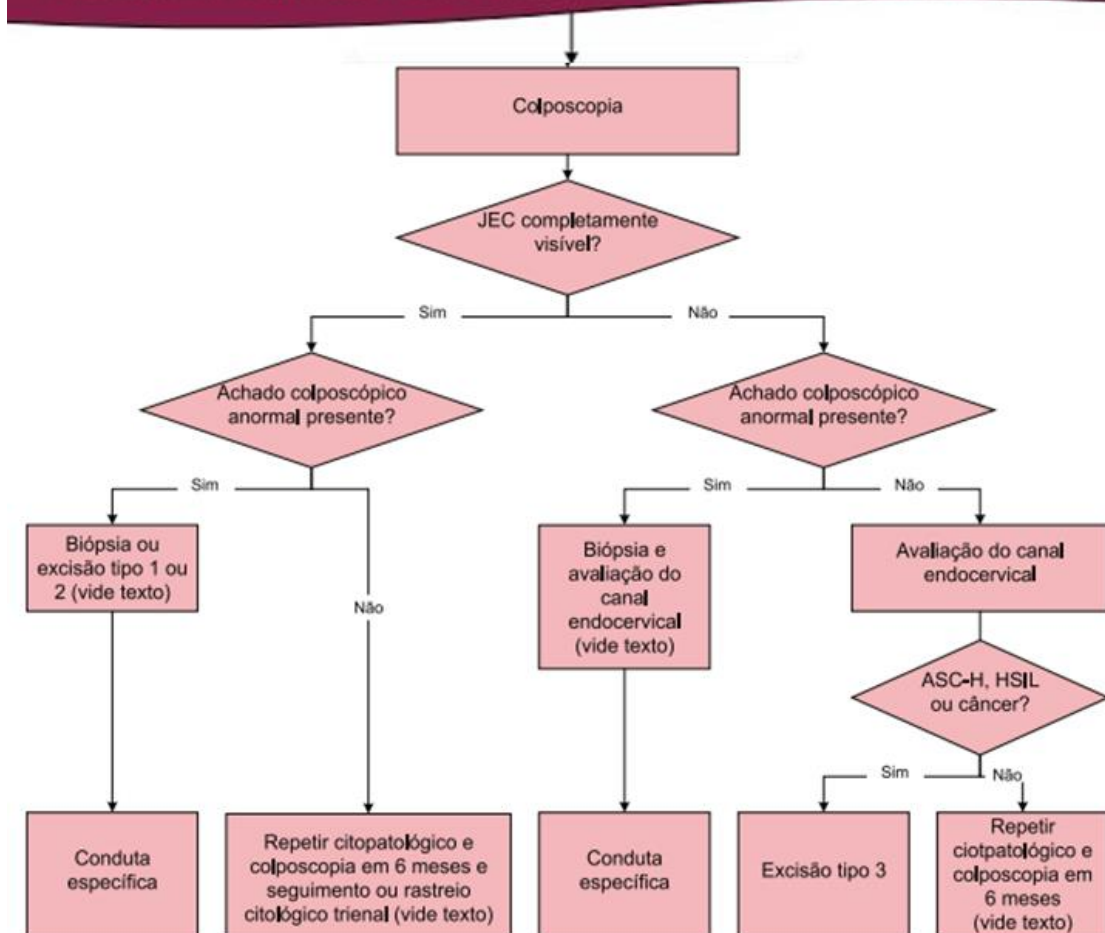 Colposcopia
JEC completamente
visível?
Sim
Não
Achado colposcópico
anormal presente?
Achado colposcópico
anormal presente?
Sim
Não
Sim
Não
Biópsia ou
excisão tipo 1 ou
2 (vide texto)
Biópsia e
avaliação do
canal
endocervical
(vide texto)
Avaliação do canal
endocervical
ASC-H, HSIL
ou câncer?
Sim
Não
Conduta
específica
Repetir citopatológico e
colposcopia em 6 meses e
seguimento ou rastreio
citológico trienal (vide texto)
Conduta
específica
Excisão tipo 3
Repetir
ciotpatológico e
colposcopia em
6 meses
(vide texto)